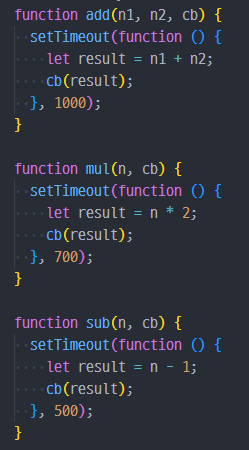 function add(n1, n2, cb) {
  setTimeout(function () {
    let result = n1 + n2;
    cb(result);
  }, 1000);
}

function mul(n, cb) {
  setTimeout(function () {
    let result = n * 2;
    cb(result);
  }, 700);
}

function sub(n, cb) {
  setTimeout(function () {
    let result = n - 1;
    cb(result);
  }, 500);
}